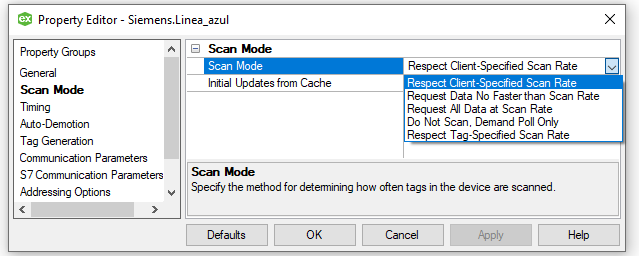 Property Editor - Siemens.Linea_azul
Property Groups
General
Scan Mode
Timing
Auto-Demotion
Tag Generation
Communication Parameters
S7 Communication Parameters
Addressing Options
Scan Mode
Scan Mode Respect Client-Specified Scan Rate
Initial Updates from Cache
Respect Client-Specified Scan Rate
Request Data No Faster than Scan Rate
Request All Data at Scan Rate
Do Not Scan, Demand Poll Only
Respect Tag-Specified Scan Rate
Scan Mode
Specify the method for determining how often tags in the device are scanned.
Defaults OK Cancel Apply Help